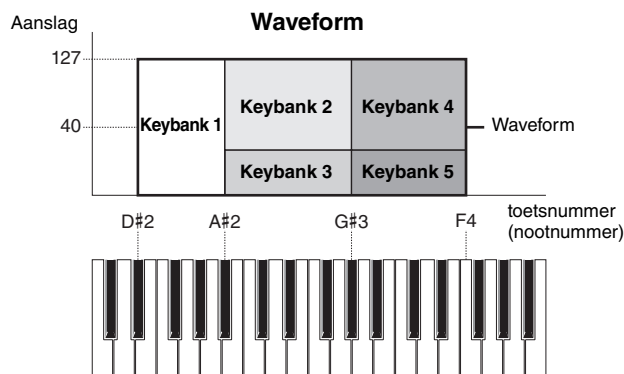 Aanslag
Waveform
127
40
Keybank 1
Keybank 2
Keybank 4
Waveform
Keybank 3
Keybank 5
D#2
A#2
G#3
F4
toetsnummer
(nootnummer)